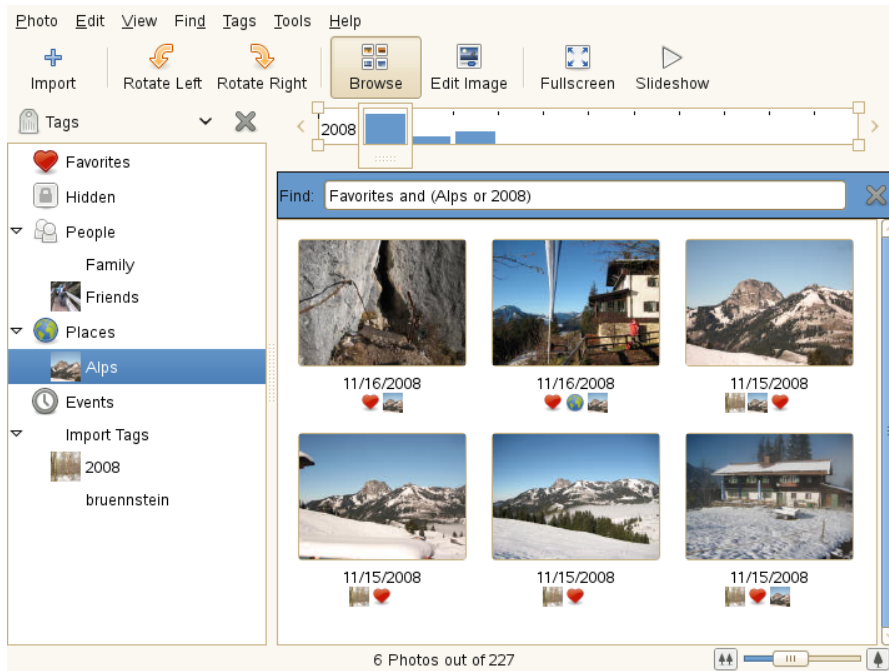 Photo Edit View Find Tags Tools Help
Import Rotate Left Rotate Right Browse Edit Image Fullscreen Slideshow
Tags
2008
Favorites
Hidden
People
Family
Friends
Places
Alps
Events
Import Tags
2008
bruennstein
Find: Favorites and (Alps or 2008)
11/16/2008 11/16/2008 11/15/2008
11/15/2008 11/15/2008 11/15/2008
6 Photos out of 227